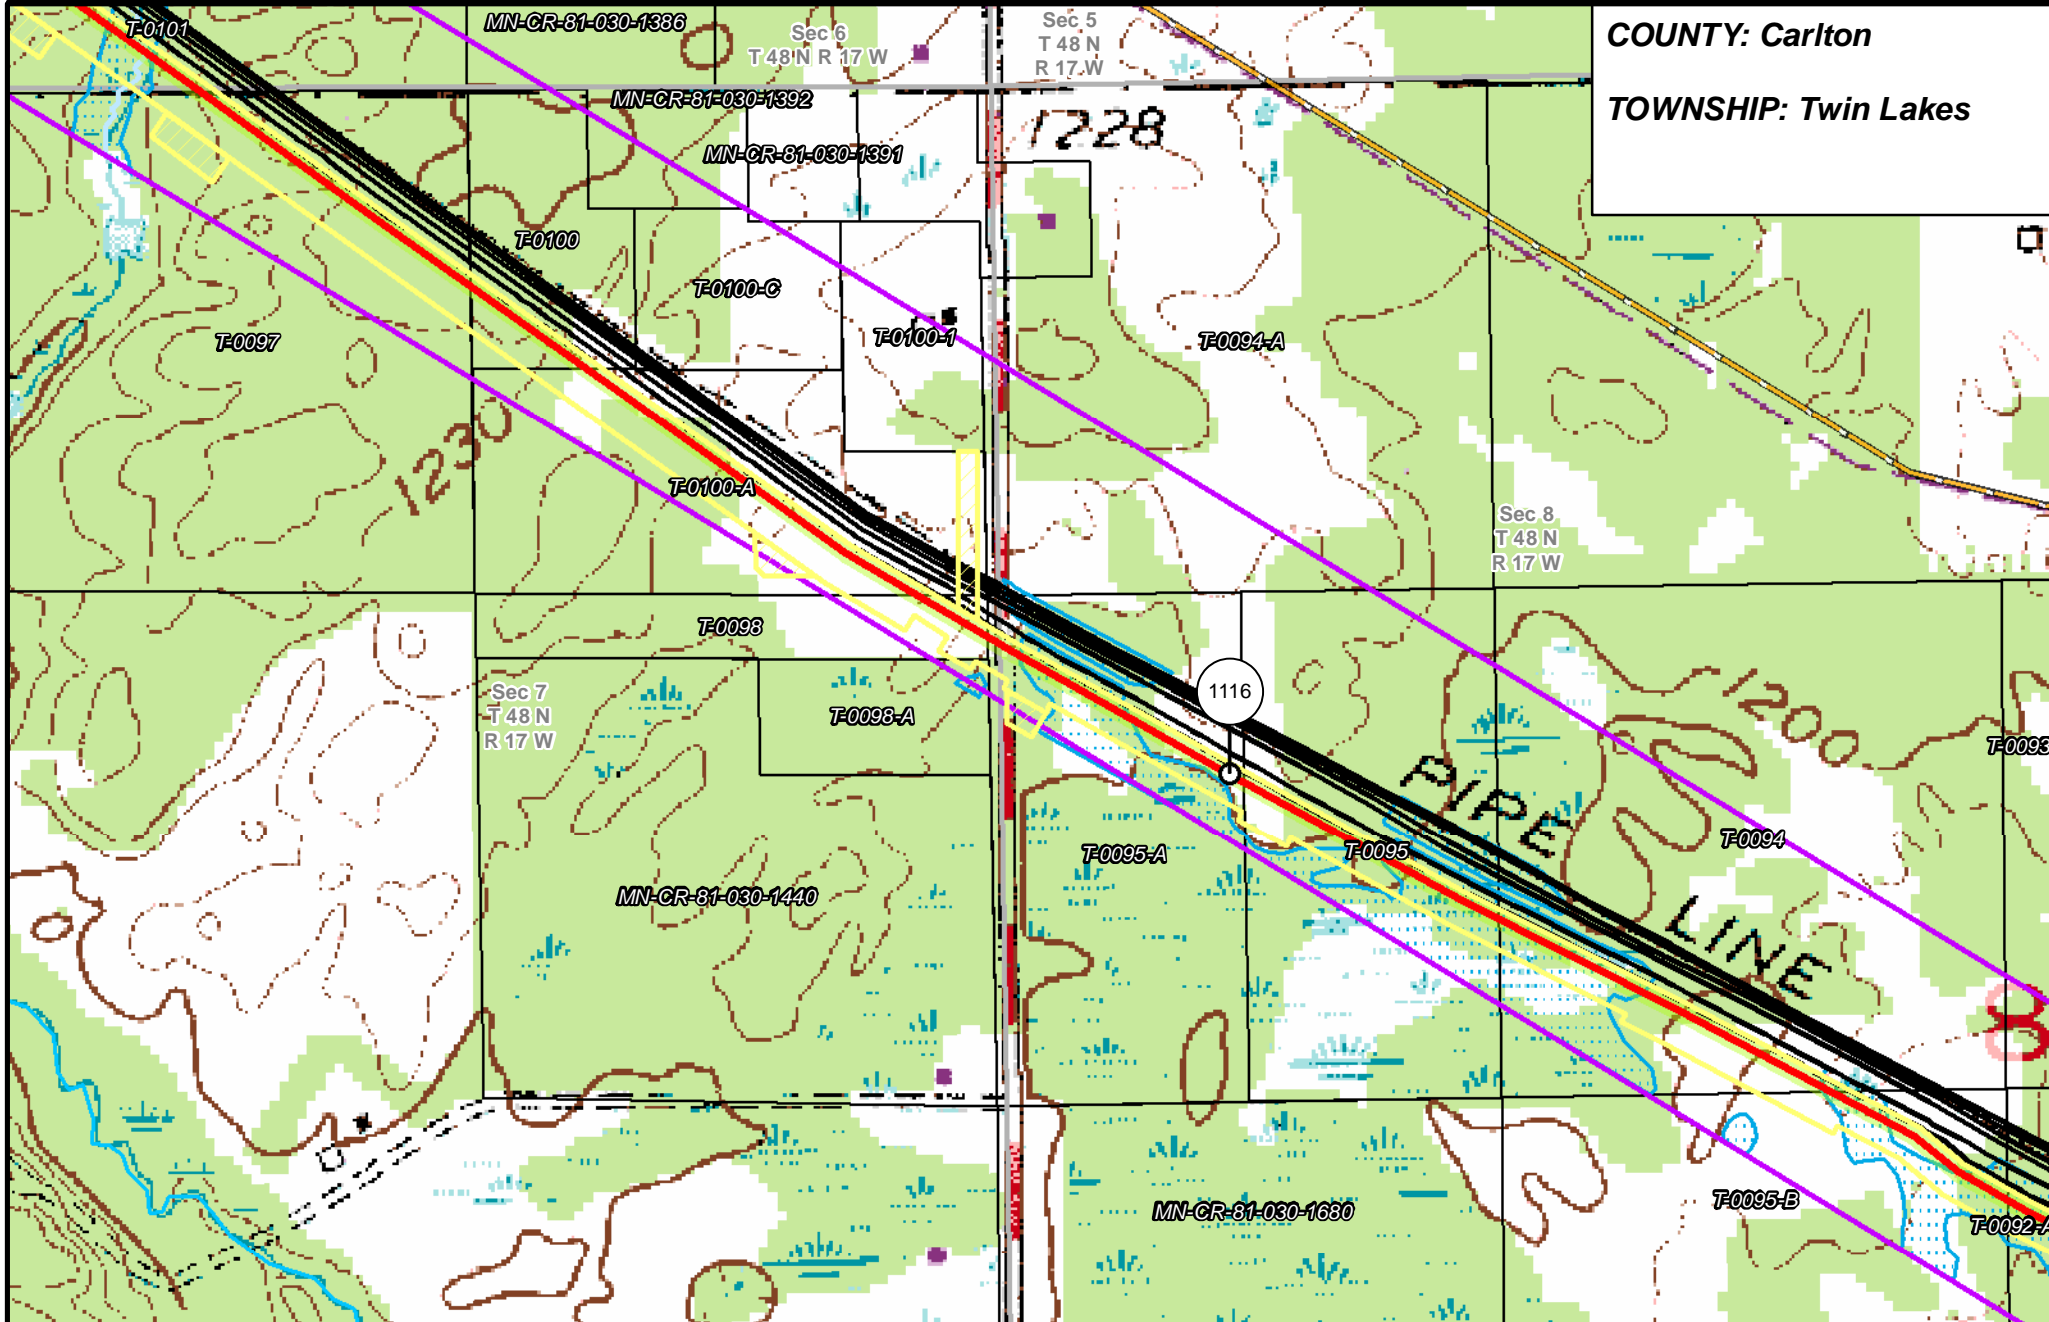 COUNTY: Carlton
TOWNSHIP: Twin Lakes
T-0101
MN-CR-81-030-1386
Sec 6
T 48 N R 17 W
Sec 5
T 48 N
R 17 W
MN-CR-81-030-1392
1228
MN-CR-81-030-1391
T-0100
T-0100-C
T-0097
T-0100-1
T-0094-A
1230
T-0100-A
Sec 8
T 48 N
R 17 W
T-0098
Sec 7
T 48 N
R 17 W
T-0098-A
1116
1200
T-0093
PIPE
T-0095-A
T-0095
T-0094
MN-CR-81-030-1440
LINE
8
MN-CR-81-030-1680
T-0095-B
T-0092-A